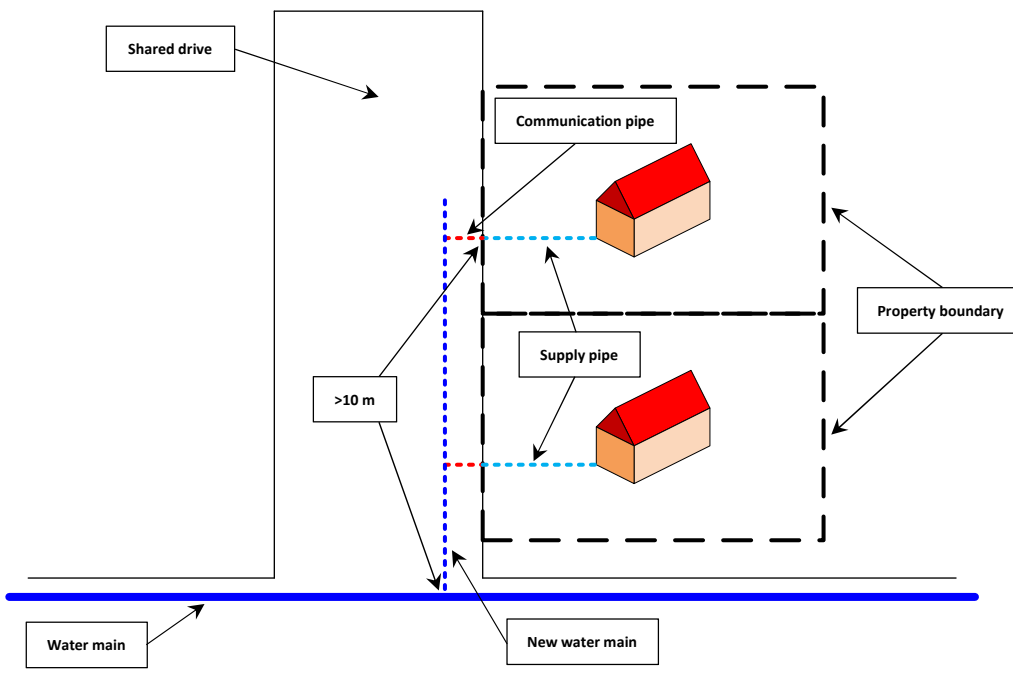 Shared drive
Communication pipe
Property boundary
Supply pipe
>10 m
New water main
Water main